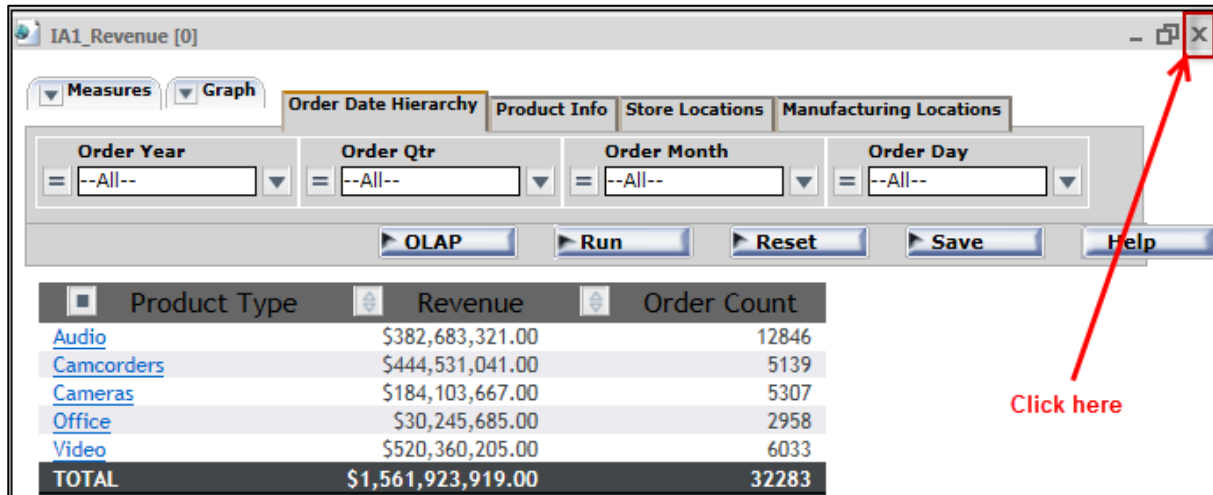 IA1_Revenue [0]
Measures Graph Order Date Hierarchy Product Info Store Locations Manufacturing Locations
Order Year Order Qtr Order Month Order Day
= --All-- = --All-- = --All-- = --All--
OLAP Run Reset Save Help
Product Type Revenue Order Count
Audio $382,683,321.00 12846
Camcorders $444,531,041.00 5139
Cameras $184,103,667.00 5307
Office $30,245,685.00 2958
Video $520,360,205.00 6033
TOTAL $1,561,923,919.00 32283
Click here